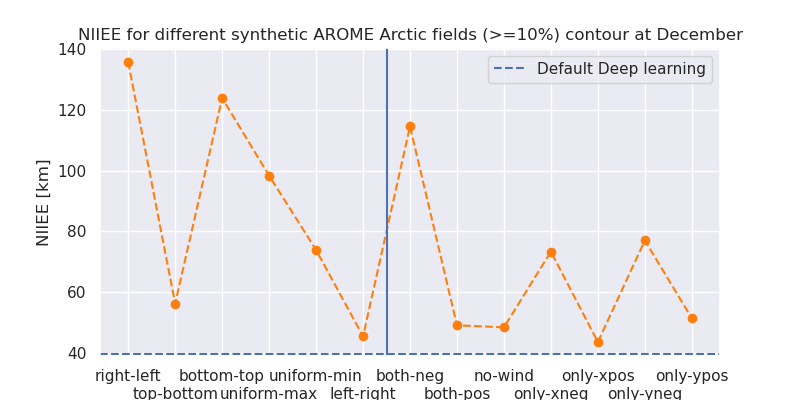 NIIEE for different synthetic AROME Arctic fields (>=10%) contour at December
Default Deep learning
NIIEE [km]
140
120
100
80
60
40
right-left bottom-top uniform-min both-neg no-wind only-xpos only-ypos
top-bottom uniform-max left-right both-pos only-xneg only-yneg